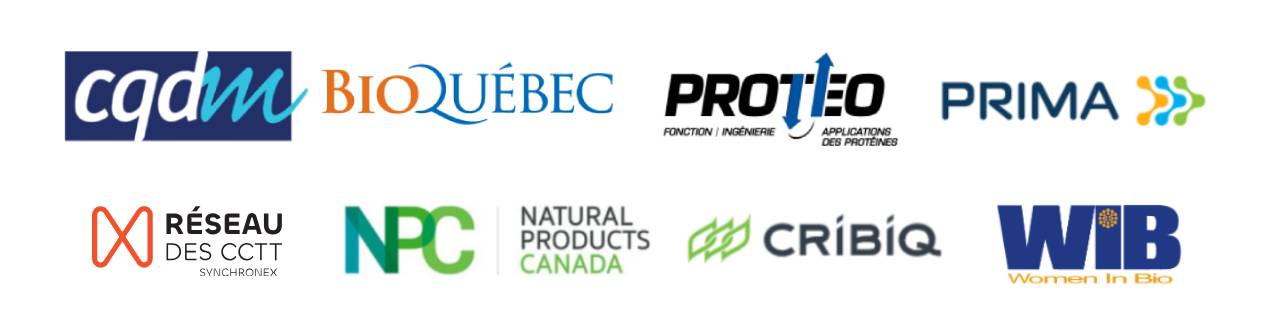 cqdm
BIOQUÉBEC
PROTEO
FONCTION | INGÉNIERIE APPLICATIONS
DES PROTÉINES
PRIMA
RÉSEAU
DES CCTT
SYNCHRONEX
NPC
NATURAL
PRODUCTS
CANADA
CRIBIQ
WIB
Women In Bio